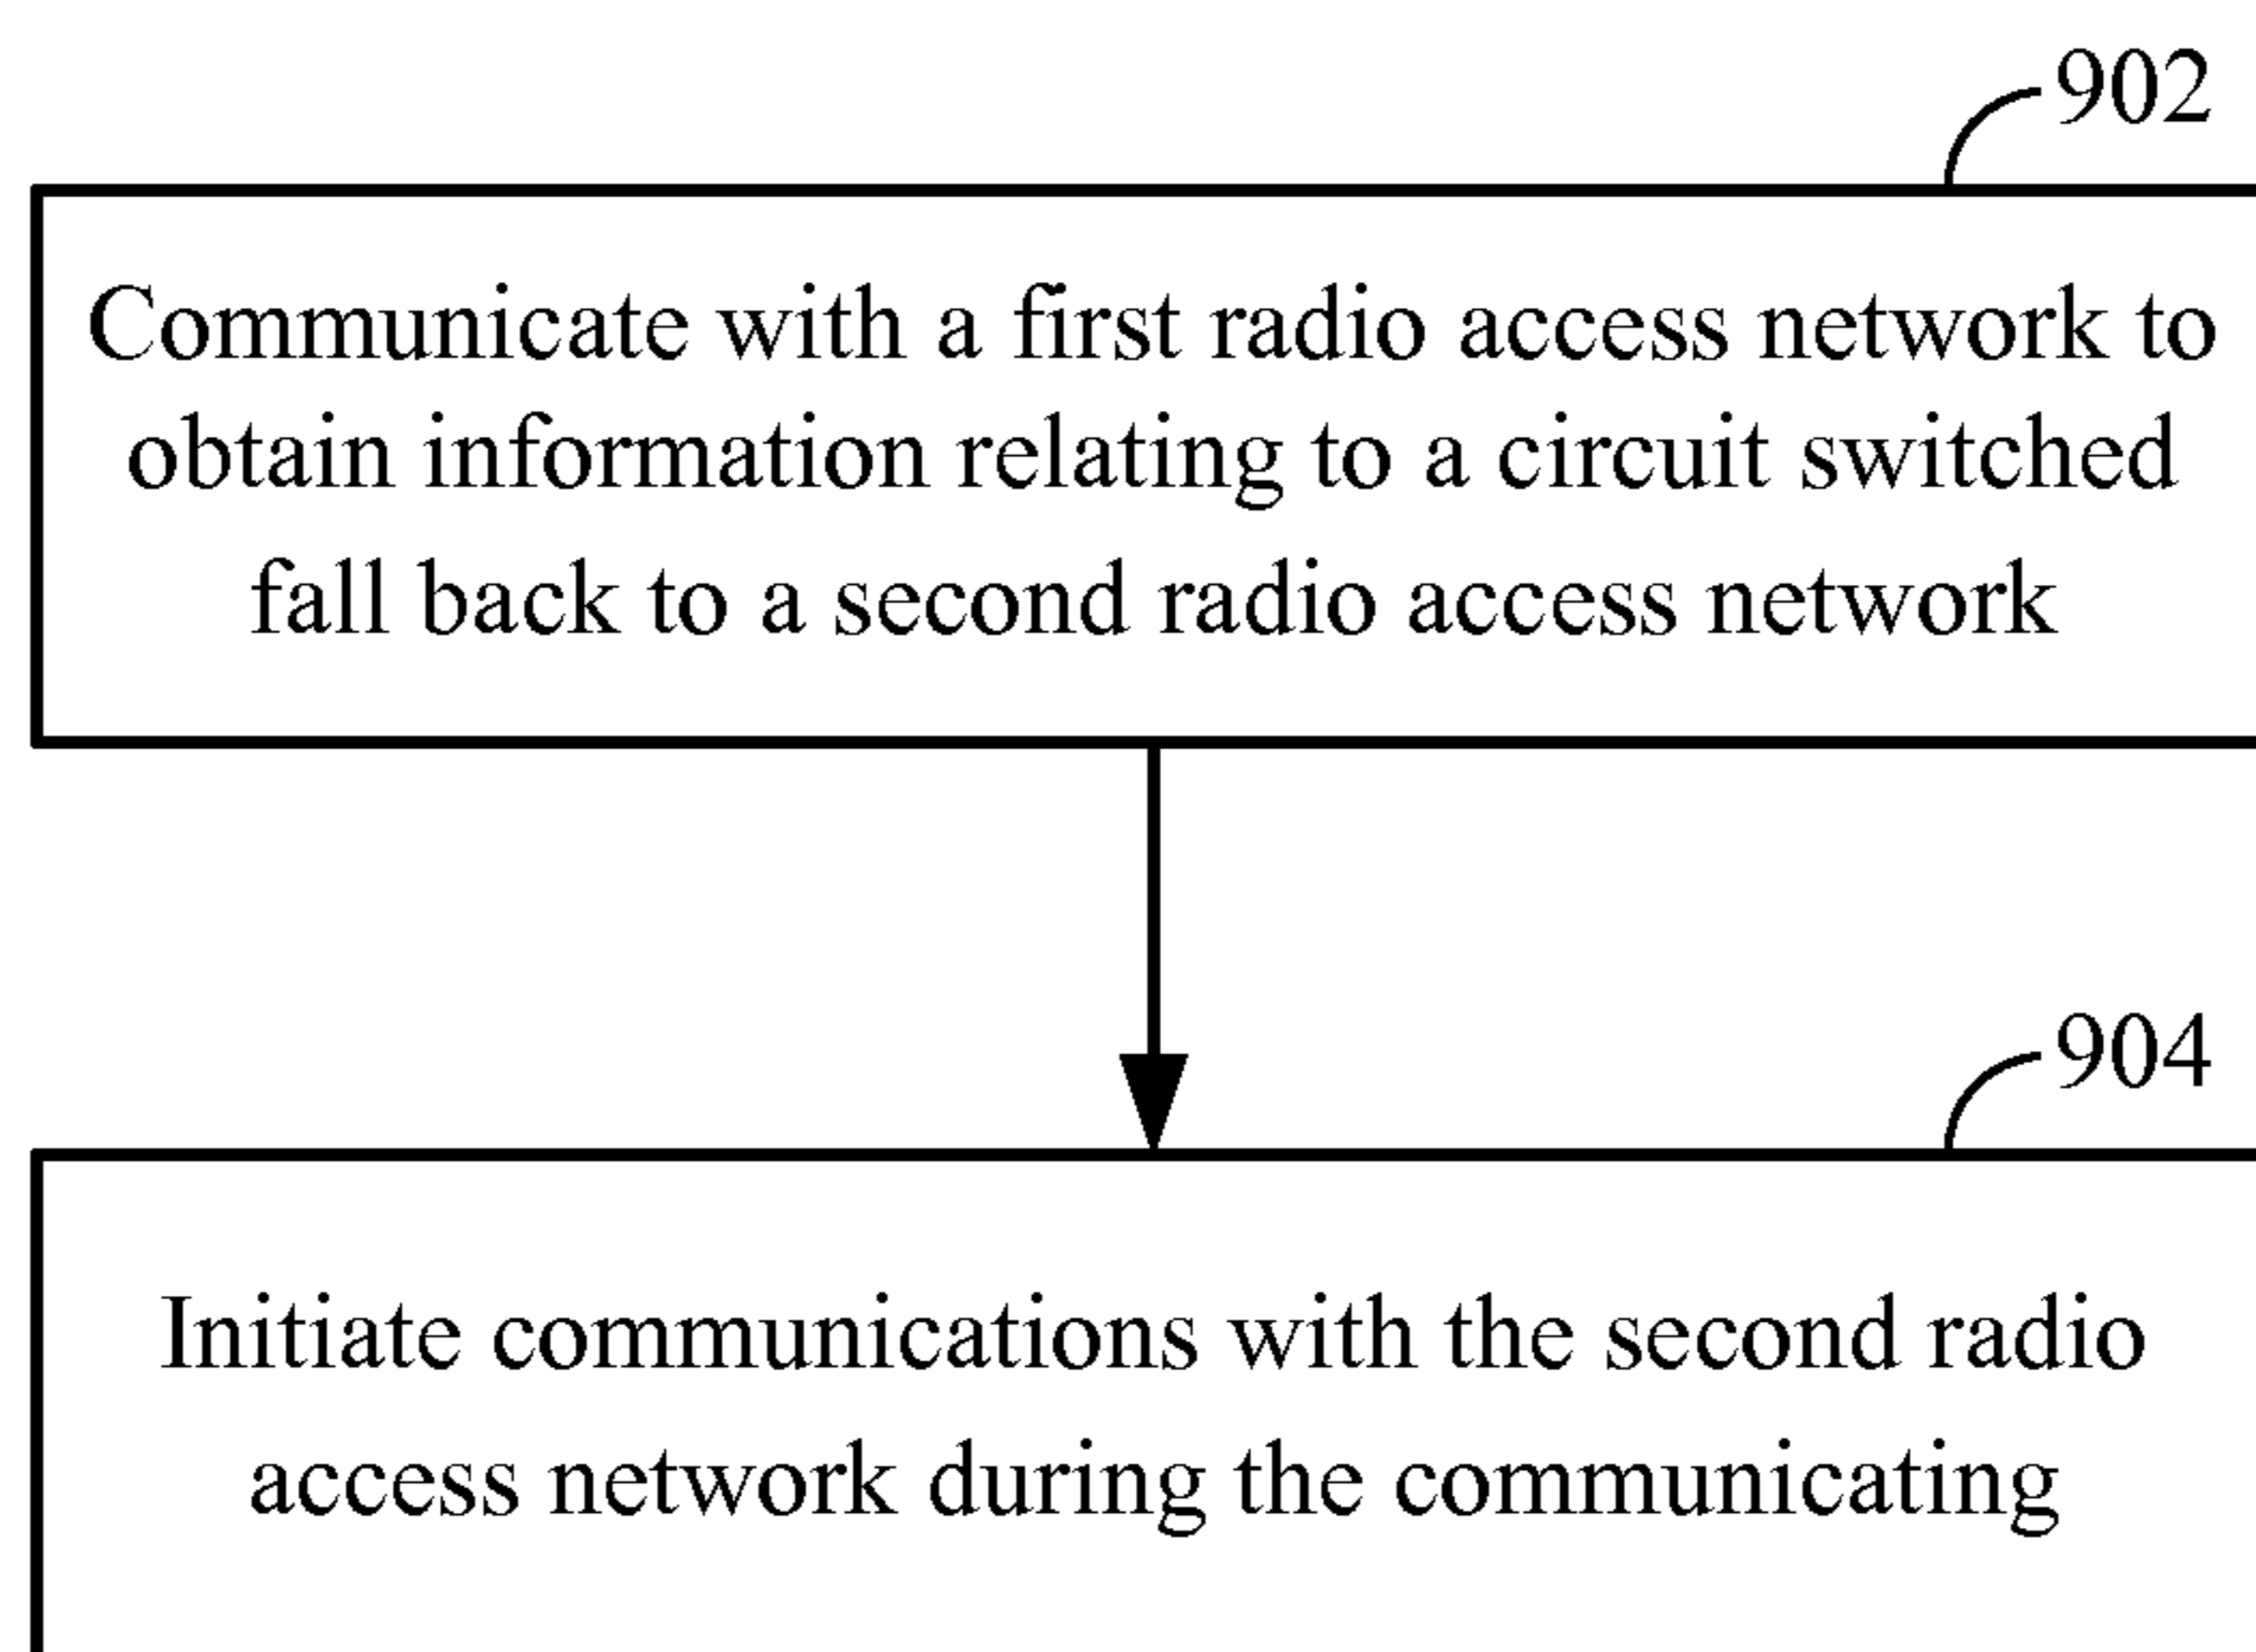 902
Communicate with a first radio access network to
obtain information relating to a circuit switched
fall back to a second radio access network
904
Initiate communications with the second radio
access network during the communicating